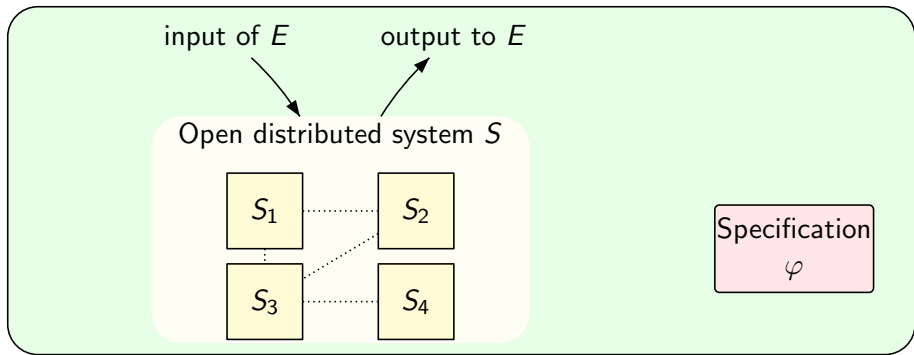 input of E
output to E
Open distributed system S
S₁
S₂
S₃
S₄
Specification
φ